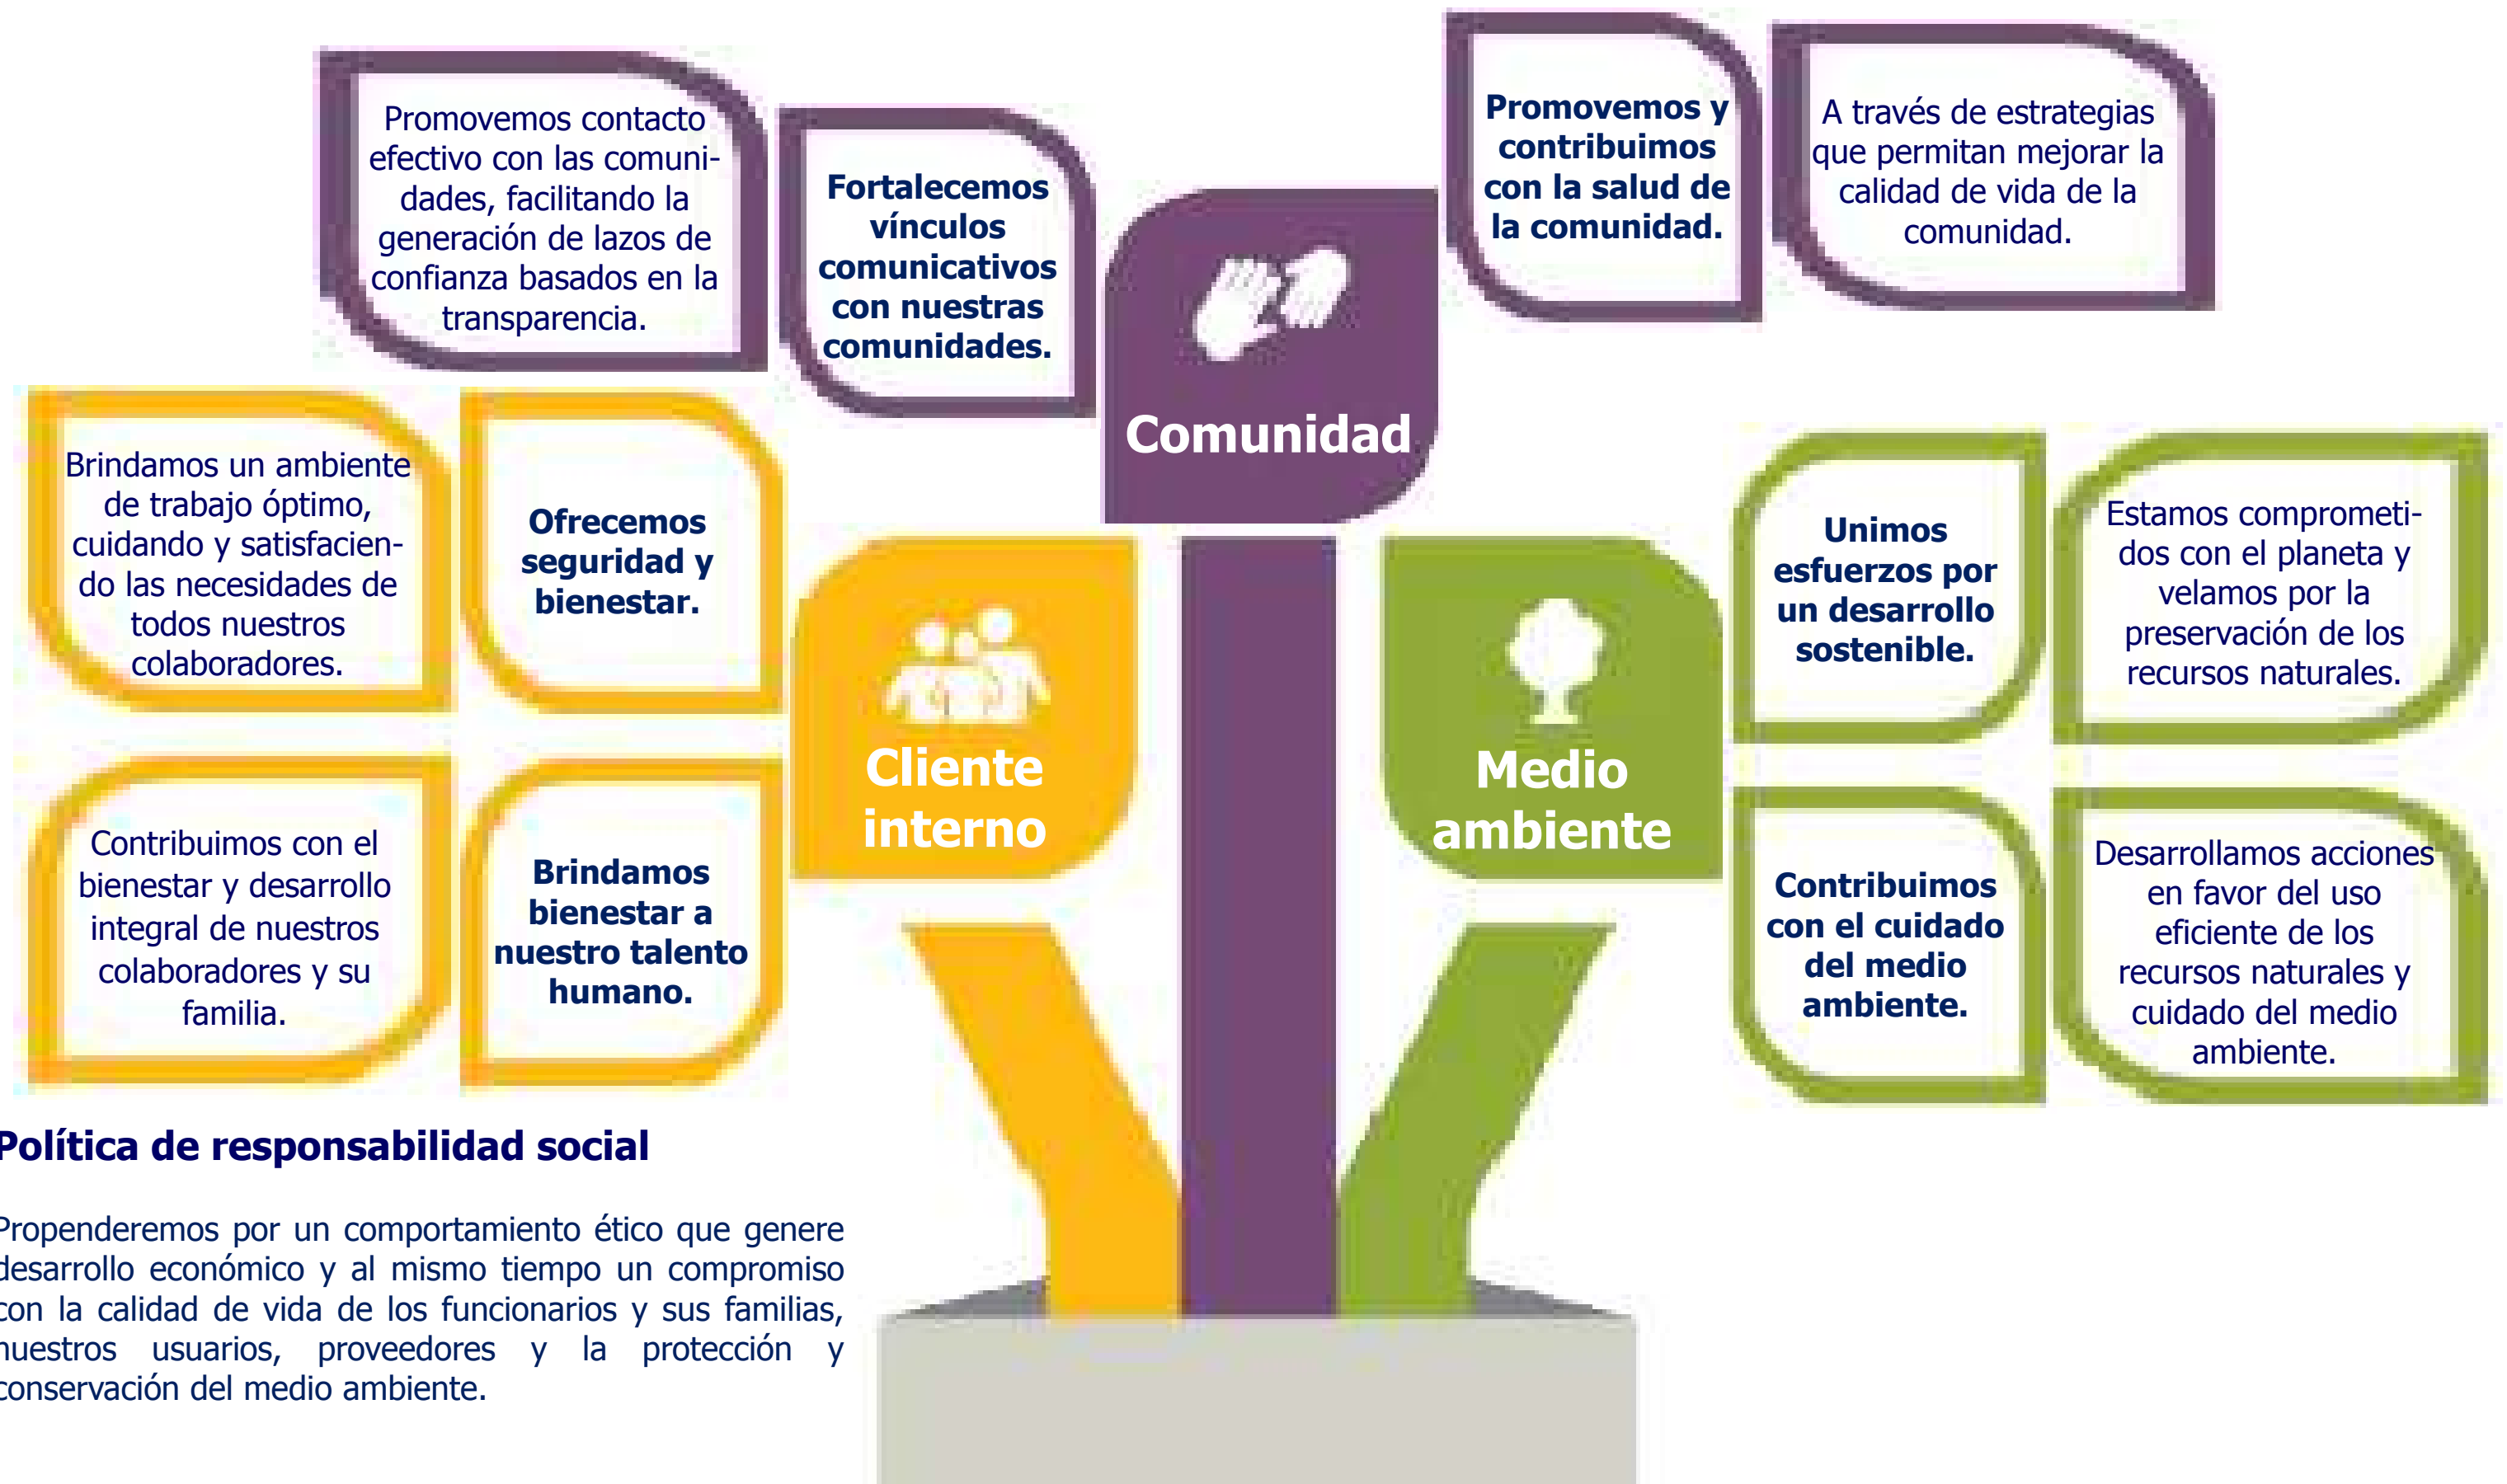 Promovemos contacto
efectivo con las comuni-
dades, facilitando la
generación de lazos de
confianza basados en la
transparencia.
Fortalecemos
vínculos
comunicativos
con nuestras
comunidades.
Promovemos y
contribuimos
con la salud de
la comunidad.
A través de estrategias
que permitan mejorar la
calidad de vida de la
comunidad.
Comunidad
Brindamos un ambiente
de trabajo óptimo,
cuidando y satisfacien-
do las necesidades de
todos nuestros
colaboradores.
Ofrecemos
seguridad y
bienestar.
Contribuimos con el
bienestar y desarrollo
integral de nuestros
colaboradores y su
familia.
Brindamos
bienestar a
nuestro talento
humano.
Cliente
interno
Medio
ambiente
Unimos
esfuerzos por
un desarrollo
sostenible.
Estamos comprometi-
dos con el planeta y
velamos por la
preservación de los
recursos naturales.
Contribuimos
con el cuidado
del medio
ambiente.
Desarrollamos acciones
en favor del uso
eficiente de los
recursos naturales y
cuidado del medio
ambiente.
Política de responsabilidad social
Propenderemos por un comportamiento ético que genere
desarrollo económico y al mismo tiempo un compromiso
con la calidad de vida de los funcionarios y sus familias,
nuestros usuarios, proveedores y la protección y
conservación del medio ambiente.